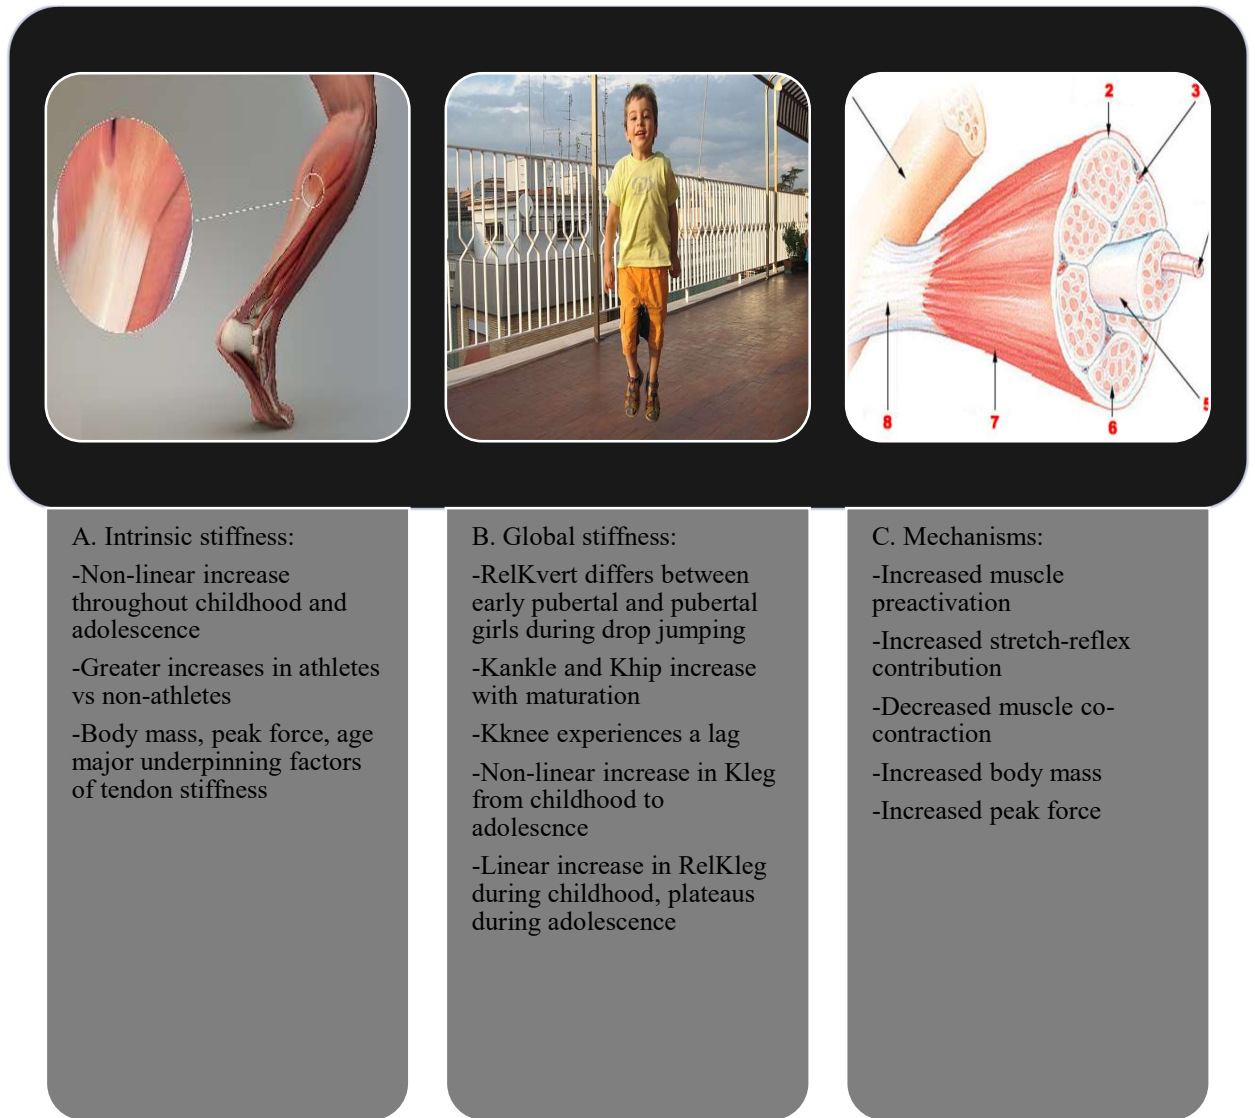 2
3
8
7
6
A. Intrinsic stiffness:
-Non-linear increase
throughout childhood and
adolescence
-Greater increases in athletes
vs non-athletes
-Body mass, peak force, age
major underpinning factors
of tendon stiffness
B. Global stiffness:
-RelKvert differs between
early pubertal and pubertal
girls during drop jumping
-Kankle and Khip increase
with maturation
-Kknee experiences a lag
-Non-linear increase in Kleg
from childhood to
adolescnce
-Linear increase in RelKleg
during childhood, plateaus
during adolescence
C. Mechanisms:
-Increased muscle
preactivation
-Increased stretch-reflex
contribution
-Decreased muscle co-
contraction
-Increased body mass
-Increased peak force